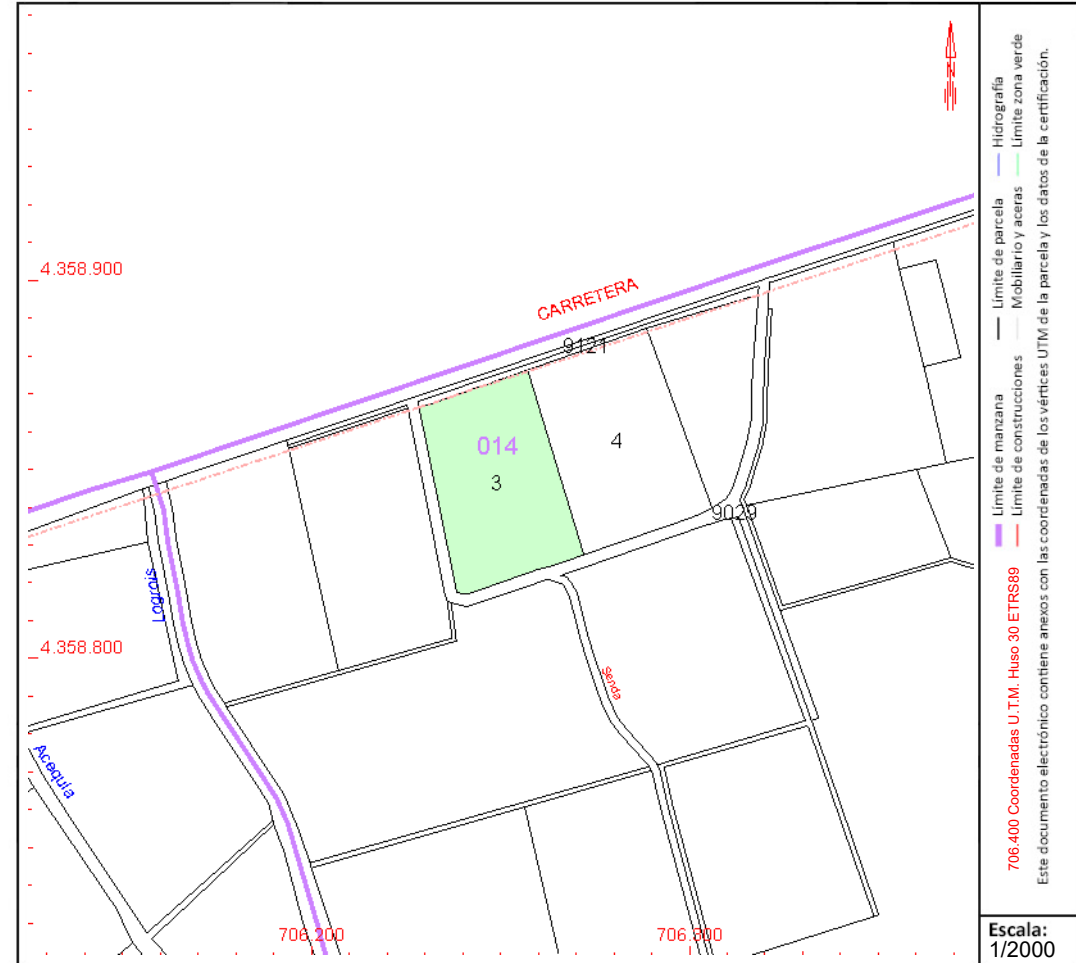 N
4.358.900
CARRETERA
9121
014
4
3
9029
Logrois
4.358.800
Senda
Acequía
706.200
706.300
Límite de manzana
Límite de parcela
Hidrografía
706.400 Coordenadas U.T.M. Huso 30 ETRS89
Límite de construcciones
Mobiliario y aceras
Límite zona verde
Este documento electrónico contiene anexos con las coordenadas de los vértices UTM de la parcela y los datos de la certificación.
Escala:
1/2000